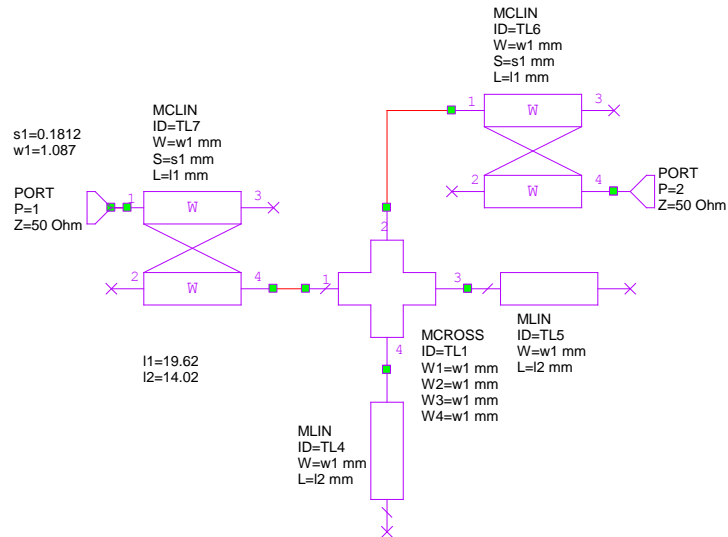 MCLIN
ID=TL6
W=w1 mm
S=s1 mm
L=l1 mm
1
W
3
2
W
4
PORT
P=2
Z=50 Ohm
s1=0.1812
w1=1.087
MCLIN
ID=TL7
W=w1 mm
S=s1 mm
L=l1 mm
PORT
P=1
Z=50 Ohm
1
W
3
2
W
4
2
1
3
4
MCROSS
ID=TL1
W1=w1 mm
W2=w1 mm
W3=w1 mm
W4=w1 mm
MLIN
ID=TL5
W=w1 mm
L=l2 mm
l1=19.62
l2=14.02
MLIN
ID=TL4
W=w1 mm
L=l2 mm